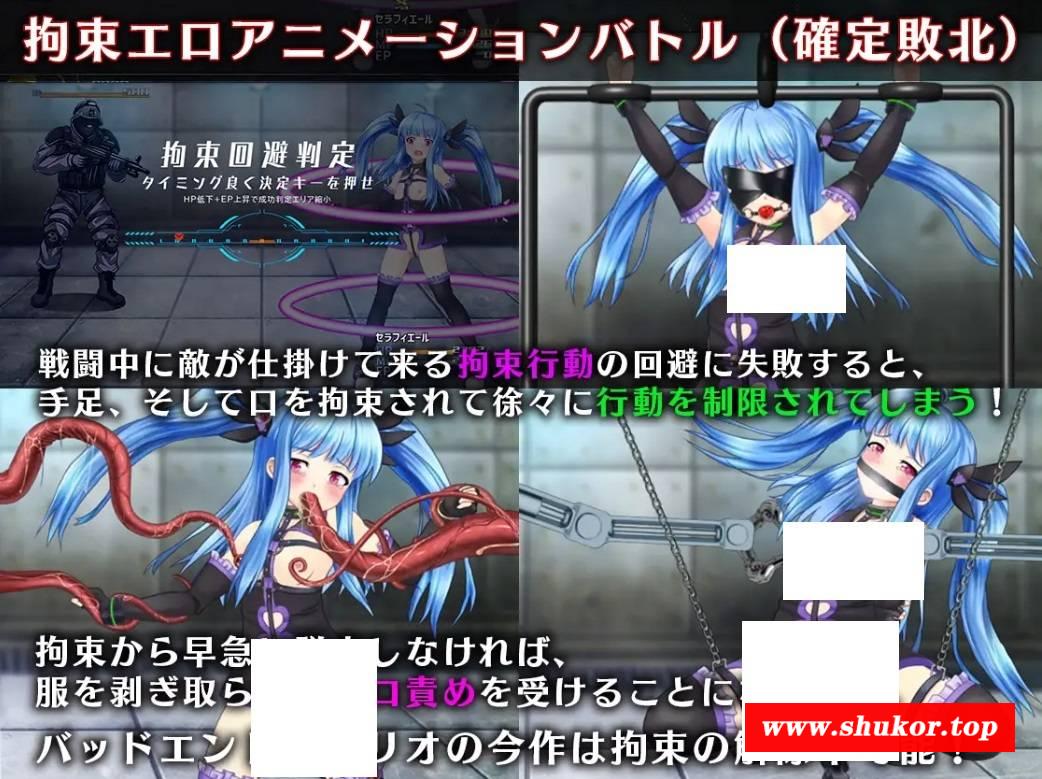 拘束エロアニメーションバトル（確定敗北）
セラフィエール
EP
拘束回避判定
タイミング良く決定キーを押せ
HP低下+EP上昇で成功判定エリア縮小
セラフィエール
戦闘中に敵が仕掛けて来る拘束行動の回避に失敗すると、
手足、そして口を拘束されて徐々に行動を制限されてしまう！
拘束から早急 しなければ、
服を剥ぎ取ら 責めを受けることに
バッドエン リオの今作は拘束の 能！
www.shukor.top